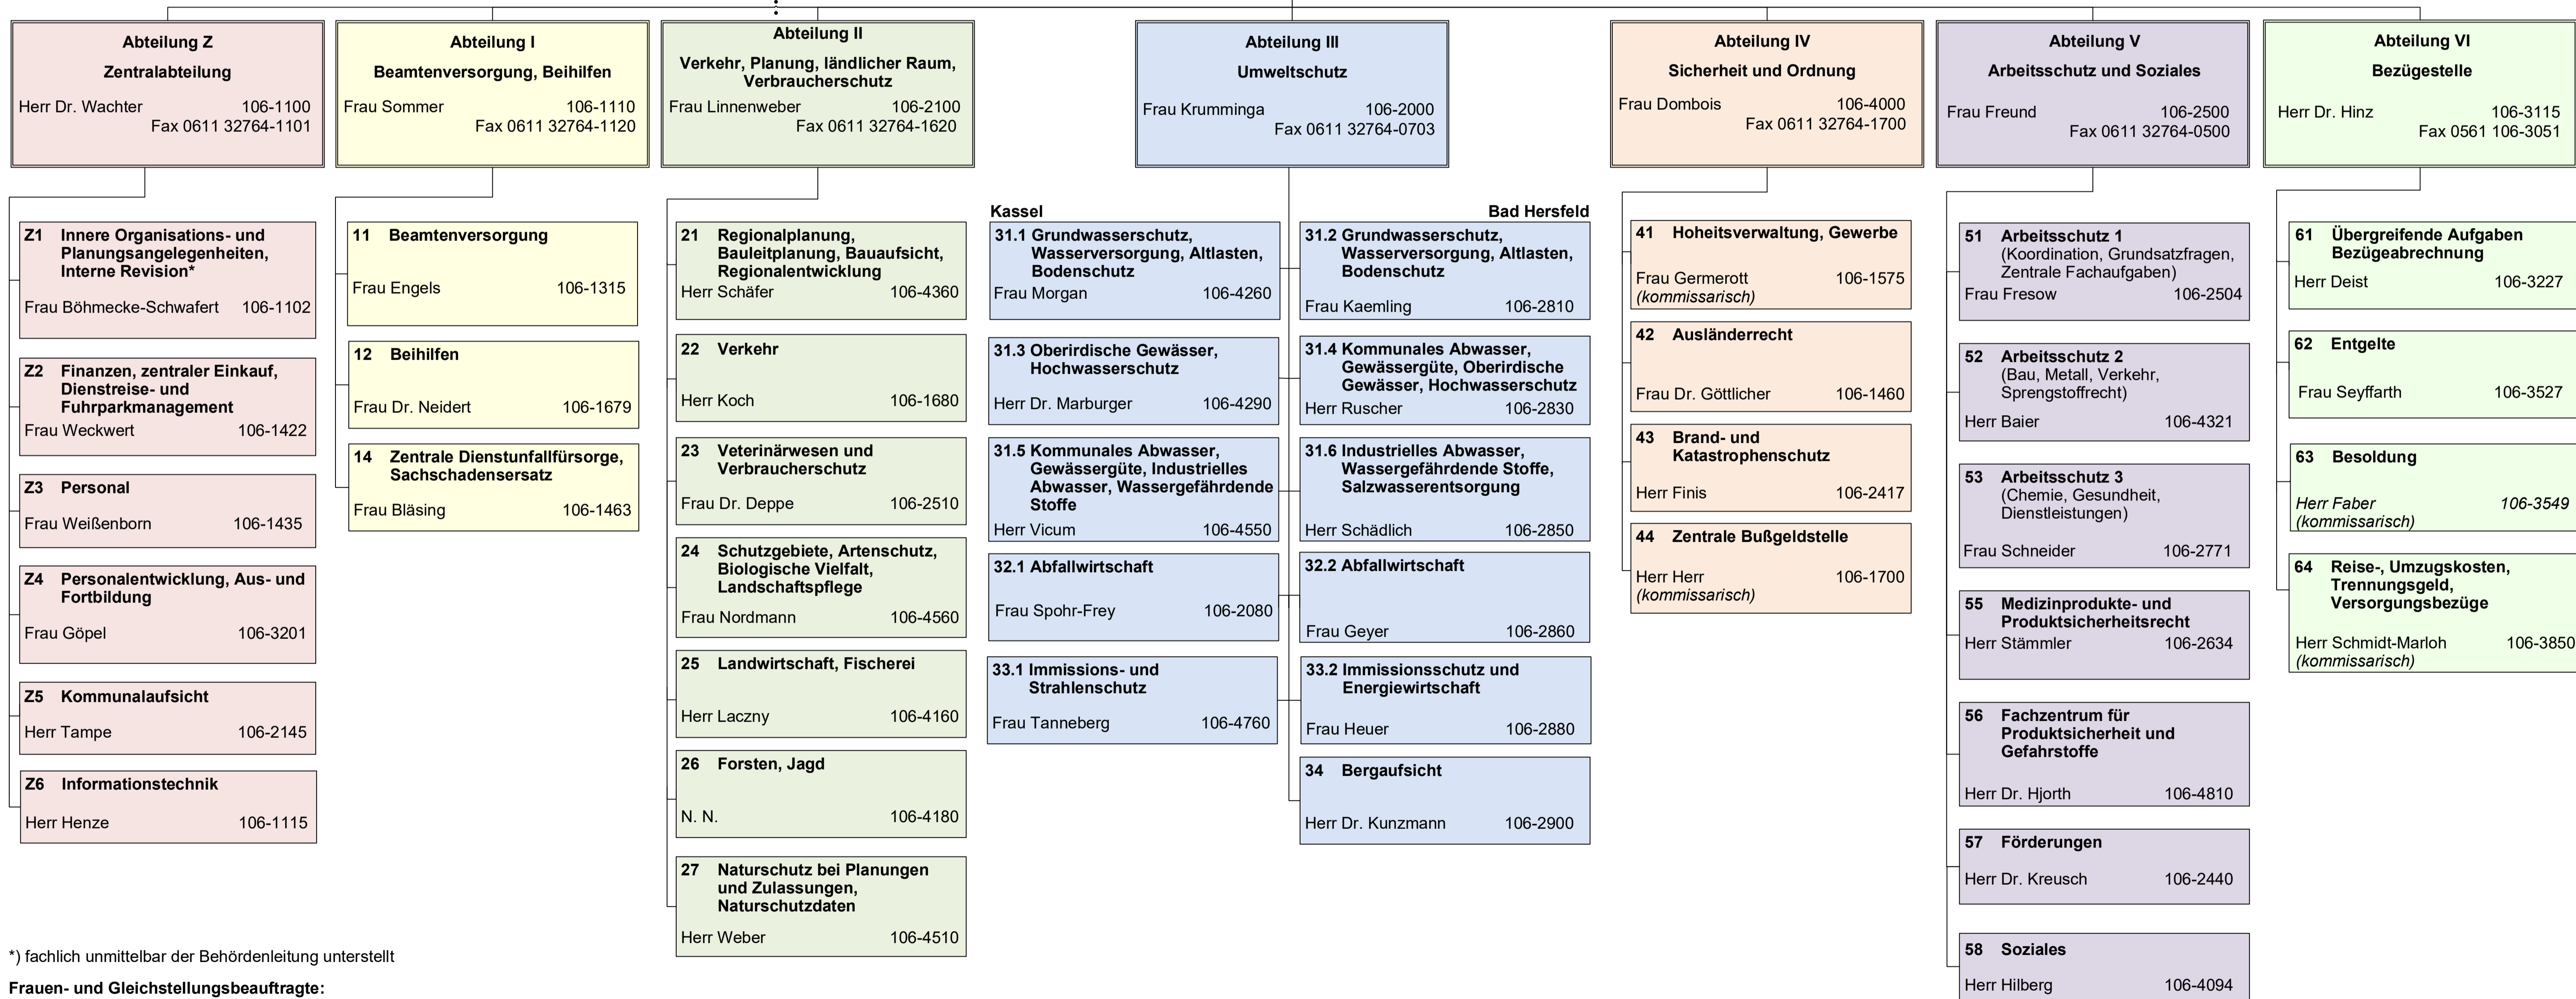 Abteilung Z
Zentralabteilung
Herr Dr. Wachter 106-1100
Fax 0611 32764-1101
Z1 Innere Organisations- und
Planungsangelegenheiten,
Interne Revision*
Frau Böhmecke-Schwafert 106-1102
Z2 Finanzen, zentraler Einkauf,
Dienstreise- und
Fuhrparkmanagement
Frau Weckwert 106-1422
Z3 Personal
Frau Weißenborn 106-1435
Z4 Personalentwicklung, Aus- und
Fortbildung
Frau Göpel 106-3201
Z5 Kommunalaufsicht
Herr Tampe 106-2145
Z6 Informationstechnik
Herr Henze 106-1115
Abteilung I
Beamtenversorgung, Beihilfen
Frau Sommer 106-1110
Fax 0611 32764-1120
11 Beamtenversorgung
Frau Engels 106-1315
12 Beihilfen
Frau Dr. Neidert 106-1679
14 Zentrale Dienstunfallfürsorge,
Sachschadensersatz
Frau Bläsing 106-1463
Abteilung II
Verkehr, Planung, ländlicher Raum,
Verbraucherschutz
Frau Linnenweber 106-2100
Fax 0611 32764-1620
21 Regionalplanung,
Bauleitplanung, Bauaufsicht,
Regionalentwicklung
Herr Schäfer 106-4360
22 Verkehr
Herr Koch 106-1680
23 Veterinärwesen und
Verbraucherschutz
Frau Dr. Deppe 106-2510
24 Schutzgebiete, Artenschutz,
Biologische Vielfalt,
Landschaftspflege
Frau Nordmann 106-4560
25 Landwirtschaft, Fischerei
Herr Laczny 106-4160
26 Forsten, Jagd
N. N. 106-4180
27 Naturschutz bei Planungen
und Zulassungen,
Naturschutzdaten
Herr Weber 106-4510
Abteilung III
Umweltschutz
Frau Krumminga 106-2000
Fax 0611 32764-0703
Kassel
31.1 Grundwasserschutz,
Wasserversorgung, Altlasten,
Bodenschutz
Frau Morgan 106-4260
31.3 Oberirdische Gewässer,
Hochwasserschutz
Herr Dr. Marburger 106-4290
31.5 Kommunales Abwasser,
Gewässergüte, Industrielles
Abwasser, Wassergefährdende
Stoffe
Herr Vicum 106-4550
32.1 Abfallwirtschaft
Frau Spohr-Frey 106-2080
33.1 Immissions- und
Strahlenschutz
Frau Tanneberg 106-4760
Bad Hersfeld
31.2 Grundwasserschutz,
Wasserversorgung, Altlasten,
Bodenschutz
Frau Kaemling 106-2810
31.4 Kommunales Abwasser,
Gewässergüte, Oberirdische
Gewässer, Hochwasserschutz
Herr Ruscher 106-2830
31.6 Industrielles Abwasser,
Wassergefährdende Stoffe,
Salzwasserentsorgung
Herr Schädlich 106-2850
32.2 Abfallwirtschaft
Frau Geyer 106-2860
33.2 Immissionsschutz und
Energiewirtschaft
Frau Heuer 106-2880
34 Bergaufsicht
Herr Dr. Kunzmann 106-2900
Abteilung IV
Sicherheit und Ordnung
Frau Dombois 106-4000
Fax 0611 32764-1700
41 Hoheitsverwaltung, Gewerbe
Frau Germerott 106-1575
(kommissarisch)
42 Ausländerrecht
Frau Dr. Göttlicher 106-1460
43 Brand- und
Katastrophenschutz
Herr Finis 106-2417
44 Zentrale Bußgeldstelle
Herr Herr 106-1700
(kommissarisch)
Abteilung V
Arbeitsschutz und Soziales
Frau Freund 106-2500
Fax 0611 32764-0500
51 Arbeitsschutz 1
(Koordination, Grundsatzfragen,
Zentrale Fachaufgaben)
Frau Fresow 106-2504
52 Arbeitsschutz 2
(Bau, Metall, Verkehr,
Sprengstoffrecht)
Herr Baier 106-4321
53 Arbeitsschutz 3
(Chemie, Gesundheit,
Dienstleistungen)
Frau Schneider 106-2771
55 Medizinprodukte- und
Produktsicherheitsrecht
Herr Stämmler 106-2634
56 Fachzentrum für
Produktsicherheit und
Gefahrstoffe
Herr Dr. Hjorth 106-4810
57 Förderungen
Herr Dr. Kreusch 106-2440
58 Soziales
Herr Hilberg 106-4094
Abteilung VI
Bezügestelle
Herr Dr. Hinz 106-3115
Fax 0561 106-3051
61 Übergreifende Aufgaben
Bezügeabrechnung
Herr Deist 106-3227
62 Entgelte
Frau Seyffarth 106-3527
63 Besoldung
Herr Faber 106-3549
(kommissarisch)
64 Reise-, Umzugskosten,
Trennungsgeld,
Versorgungsbezüge
Herr Schmidt-Marloh 106-3850
(kommissarisch)
*) fachlich unmittelbar der Behördenleitung unterstellt
Frauen- und Gleichstellungsbeauftragte: